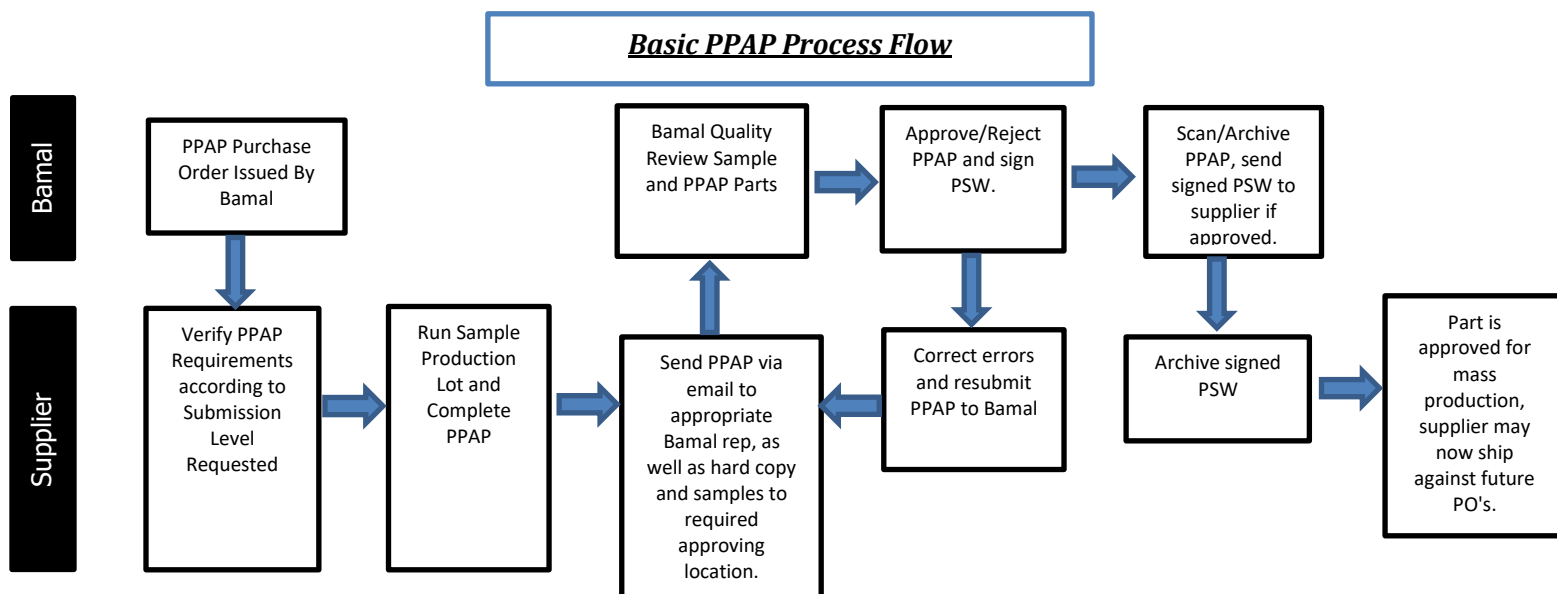 Basic PPAP Process Flow
Bamal
PPAP Purchase
Order Issued By
Bamal
Bamal Quality
Review Sample
and PPAP Parts
Approve/Reject
PPAP and sign
PSW.
Scan/Archive
PPAP, send
signed PSW to
supplier if
approved.
Supplier
Verify PPAP
Requirements
according to
Submission
Level
Requested
Run Sample
Production
Lot and
Complete
PPAP
Send PPAP via
email to
appropriate
Bamal rep, as
well as hard copy
and samples to
required
approving
location.
Correct errors
and resubmit
PPAP to Bamal
Archive signed
PSW
Part is
approved for
mass
production,
supplier may
now ship
against future
PO's.